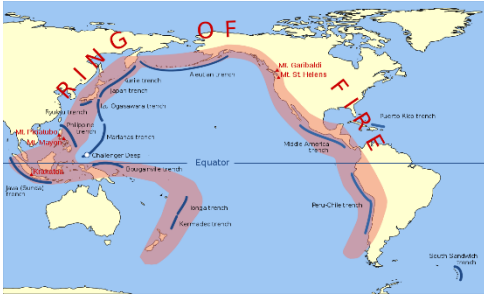 RING OF FIRE
Mt. Garibaldi
Mt. St. Helens
Aleutian trench
Kurile trench
Japan trench
Izu Ogasawara trench
Ryukyu trench
Philippine
trench
Mt. Pinatubo
Mt. Mayon
Marianas trench
Challenger Deep
Krakatoa
Bougainville trench
Java (Sunda)
trench
Equator
Tonga trench
Kermadec trench
Puerto Rico trench
Middle America
trench
Peru-Chile trench
South Sandwich
trench